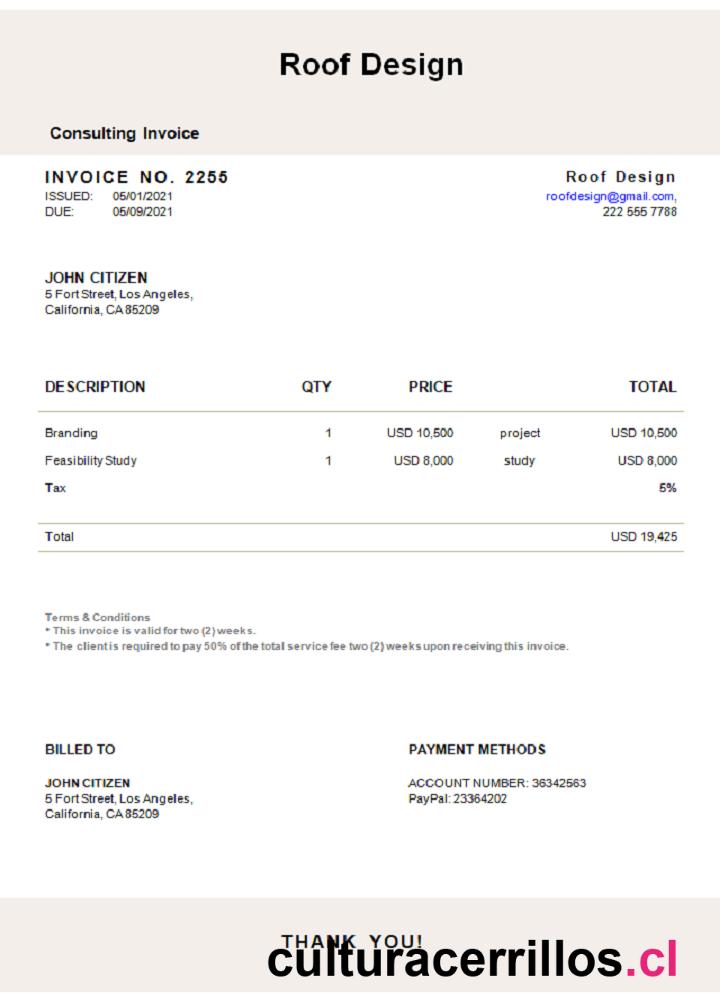 Roof Design
Consulting Invoice
INVOICE NO. 2255
ISSUED: 05/01/2021
DUE: 05/09/2021
Roof Design
roofdesign@gmail.com,
222 555 7788
JOHN CITIZEN
5 Fort Street, Los Angeles,
California, CA 85209
DESCRIPTION QTY PRICE TOTAL
Branding 1 USD 10,500 project USD 10,500
Feasibility Study 1 USD 8,000 study USD 8,000
Tax 5%
Total USD 19,425
Terms & Conditions
* This invoice is valid for two (2) weeks.
* The client is required to pay 50% of the total service fee two (2) weeks upon receiving this invoice.
BILLED TO
JOHN CITIZEN
5 Fort Street, Los Angeles,
California, CA 85209
PAYMENT METHODS
ACCOUNT NUMBER: 36342563
PayPal: 23364202
THANK YOU!
culturacerrillos.cl